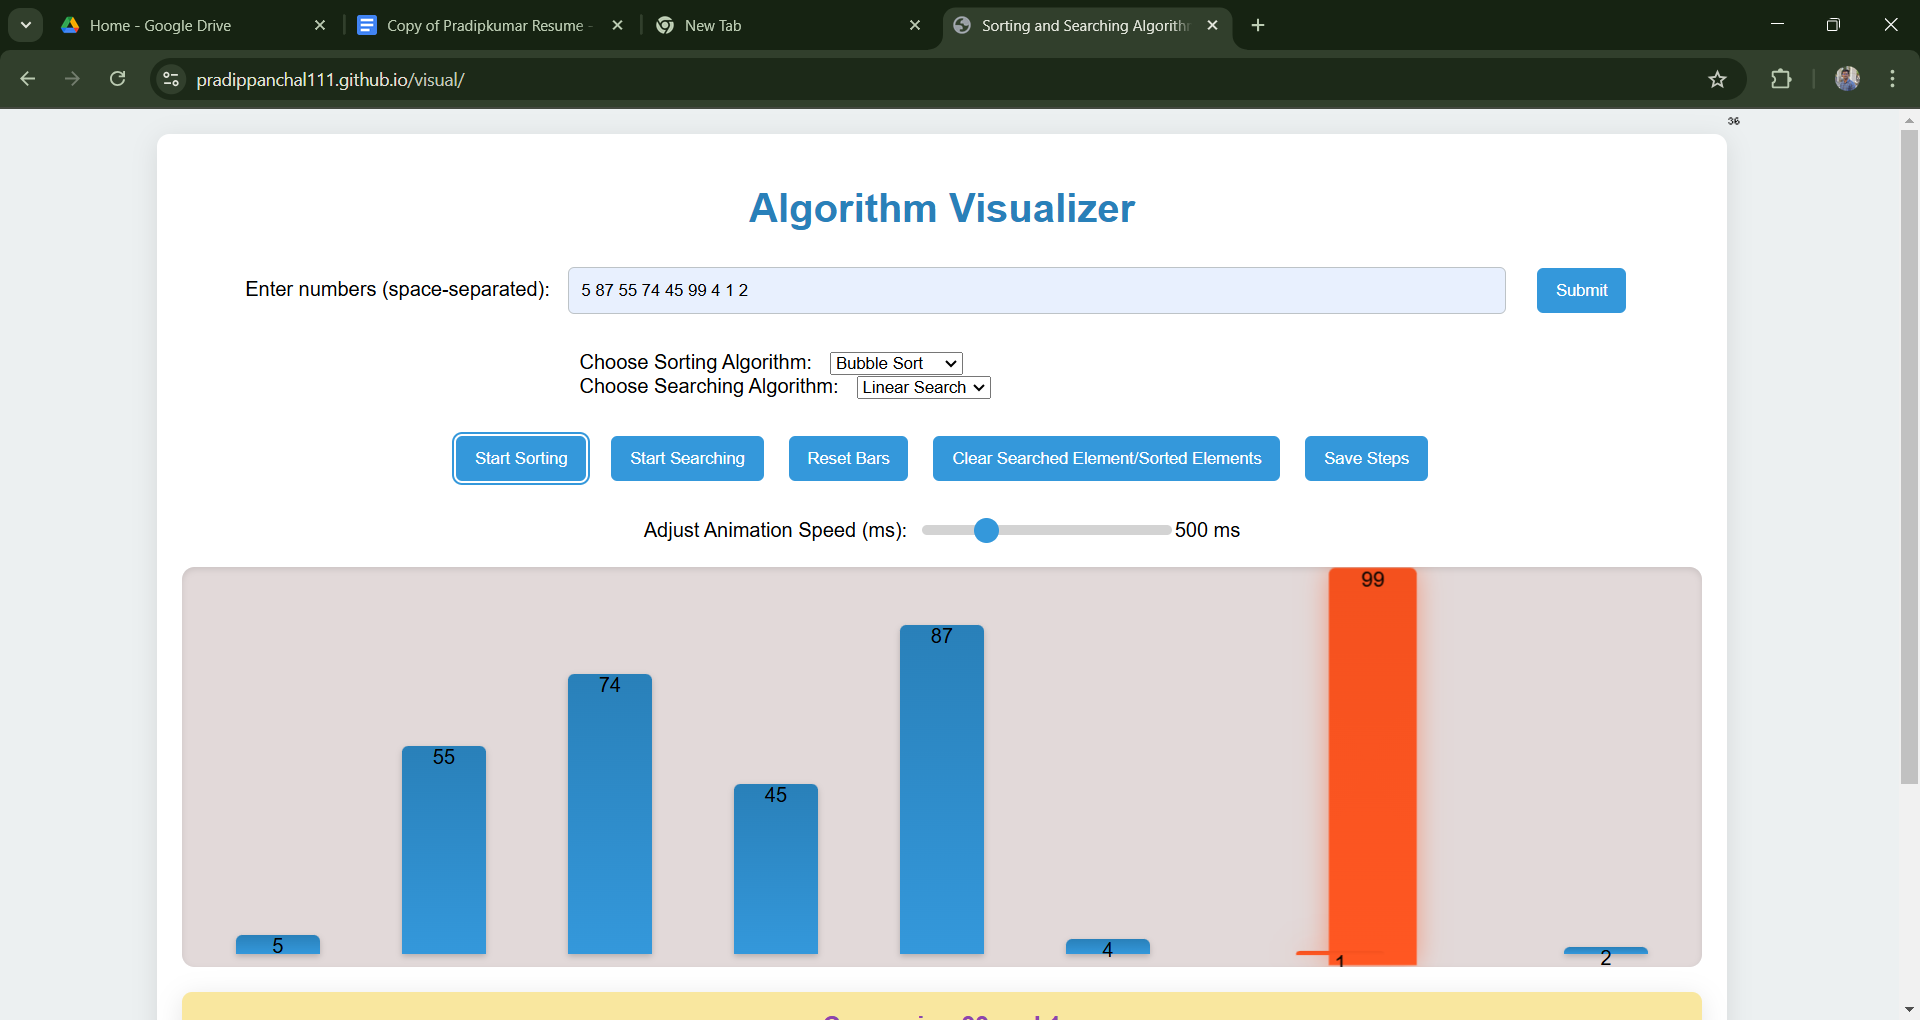 Home - Google Drive
Copy of Pradipkumar Resume -
New Tab
Sorting and Searching Algorith
pradippanchal111.github.io/visual/
36
Algorithm Visualizer
Enter numbers (space-separated): 5 87 55 74 45 99 4 1 2 Submit
Choose Sorting Algorithm: Bubble Sort
Choose Searching Algorithm: Linear Search
Start Sorting Start Searching Reset Bars Clear Searched Element/Sorted Elements Save Steps
Adjust Animation Speed (ms): 500 ms
5 55 74 45 87 4 1 99 2